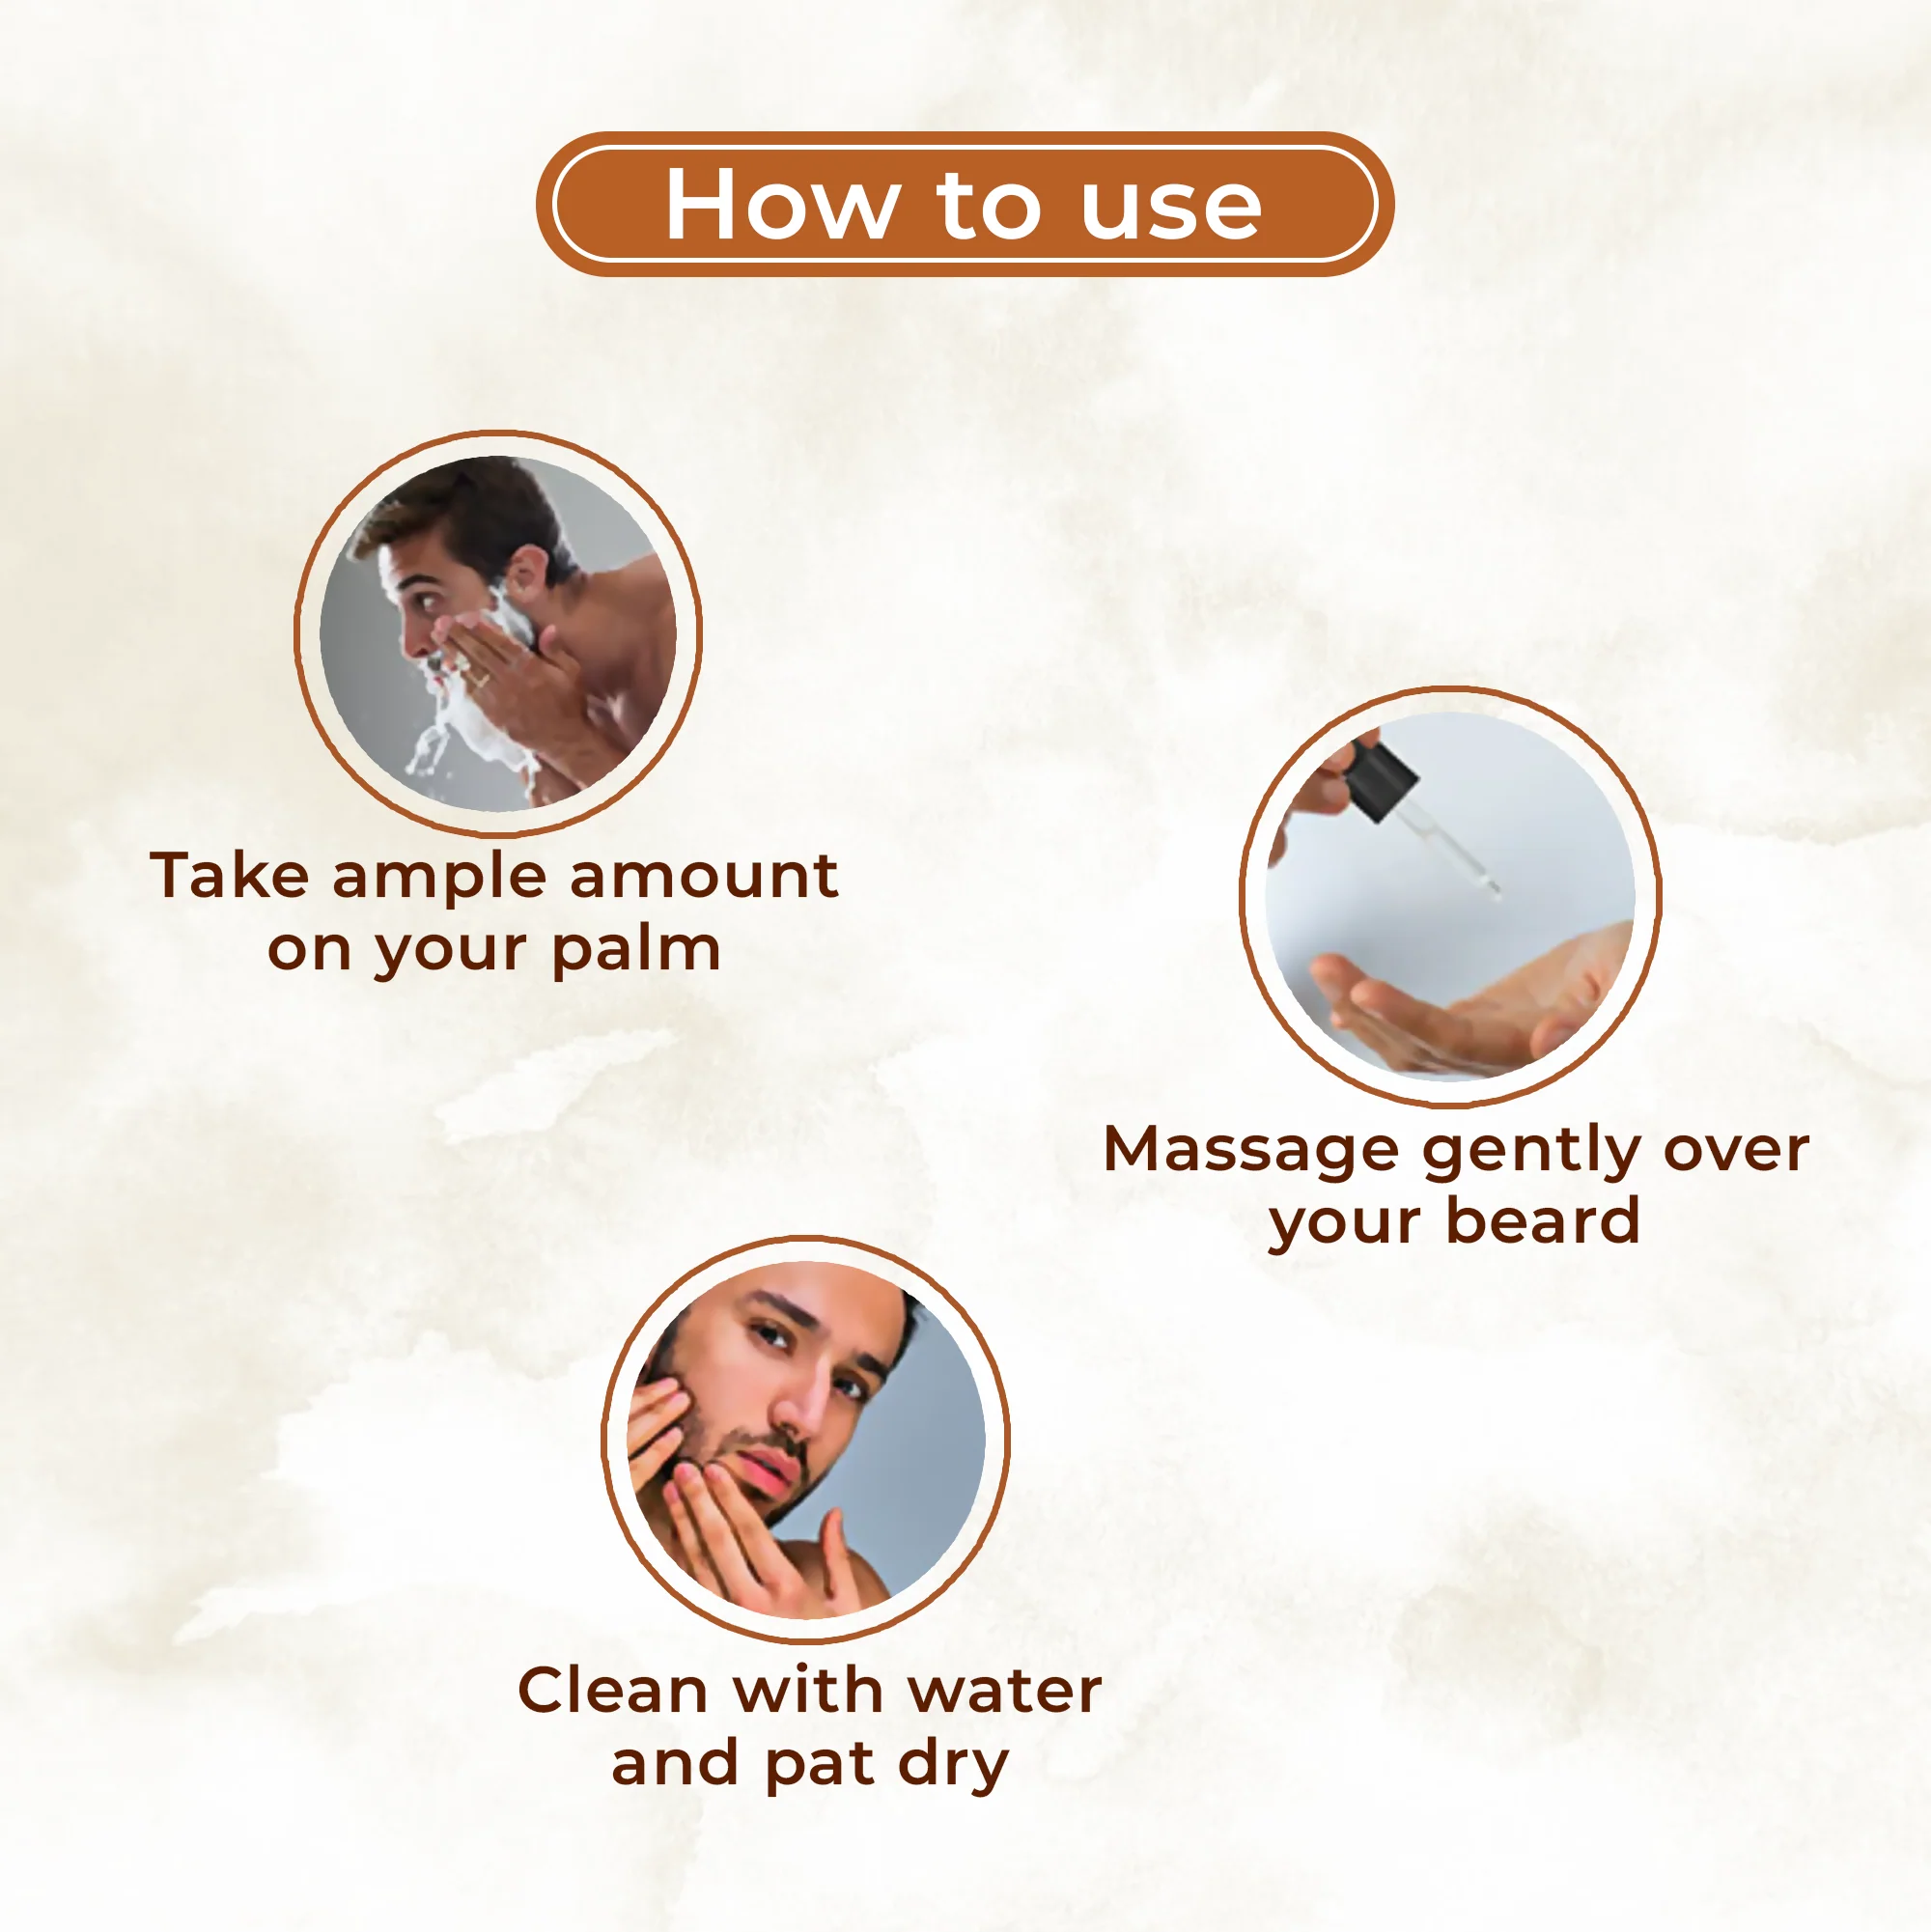 How to use
Take ample amount
on your palm
Massage gently over
your beard
Clean with water
and pat dry